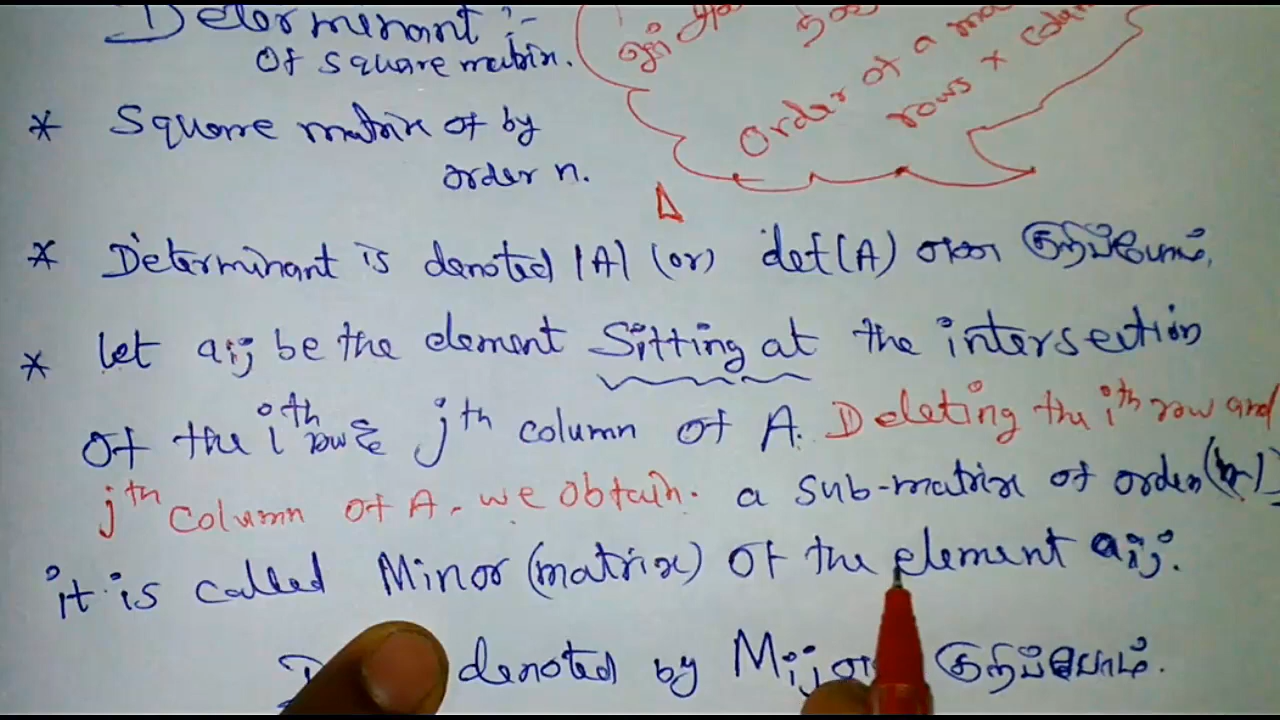 Determinant :-
Of square matrix.
Order of a
rows x
* Square matrix of by
order n.
Δ
* Determinant is denoted |A| (or) det(A) என குறிப்போம்.
* Let aij be the element Sitting at the intersection
of the ith row & jth column of A. Deleting the ith row and
jth column of A. we obtain. a sub-matrix of order
it is called Minor (matrix) of the element aij.
denoted by Mij குறிப்போம்.